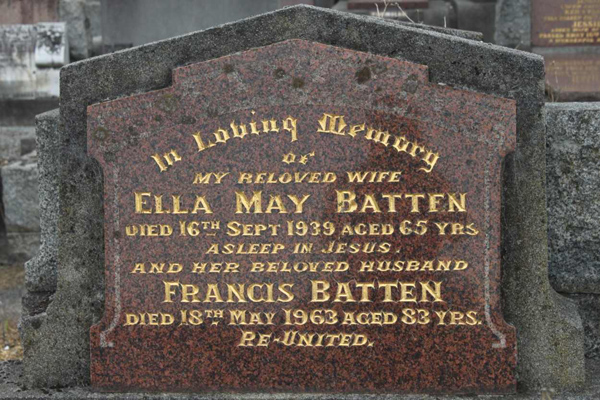 In Loving Memory
of
MY BELOVED WIFE
ELLA MAY BATTEN
DIED 16TH SEPT 1939 AGED 65 YRS
ASLEEP IN JESUS.
AND HER BELOVED HUSBAND
FRANCIS BATTEN
DIED 18TH MAY 1963 AGED 83 YRS.
RE-UNITED.